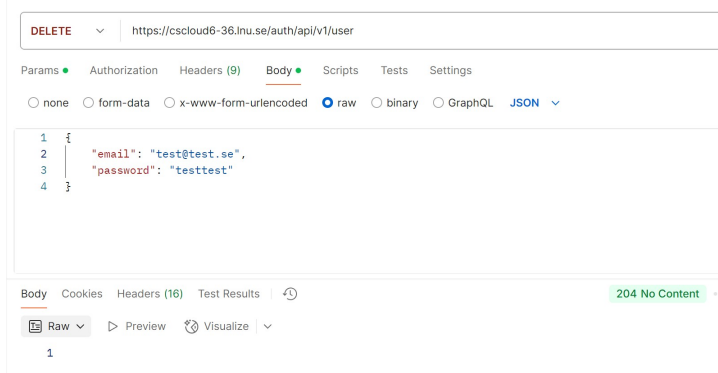 DELETE https://cscloud6-36.lnu.se/auth/api/v1/user
Params Authorization Headers (9) Body Scripts Tests Settings
none form-data x-www-form-urlencoded raw binary GraphQL JSON
1 {
2 "email": "test@test.se",
3 "password": "testtest"
4 }
Body Cookies Headers (16) Test Results 204 No Content
Raw Preview Visualize
1